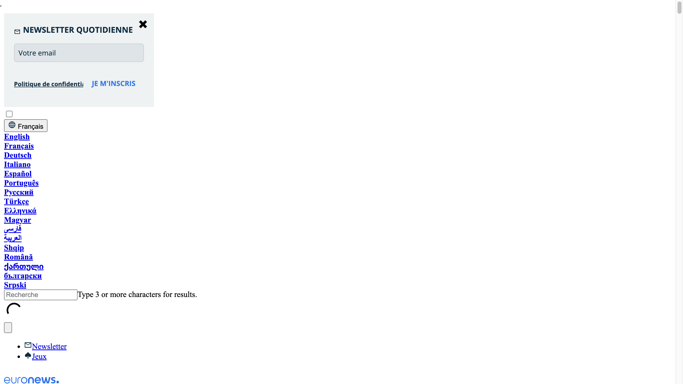 NEWSLETTER QUOTIDIENNE
Votre email
Politique de confidentia
JE M'INSCRIS
Français
English
Français
Deutsch
Italiano
Español
Português
Русский
Türkçe
Ελληνικά
Magyar
فارسی
العربية
Shqip
Română
ქართული
български
Srpski
Recherche Type 3 or more characters for results.
Newsletter
Jeux
euronews.